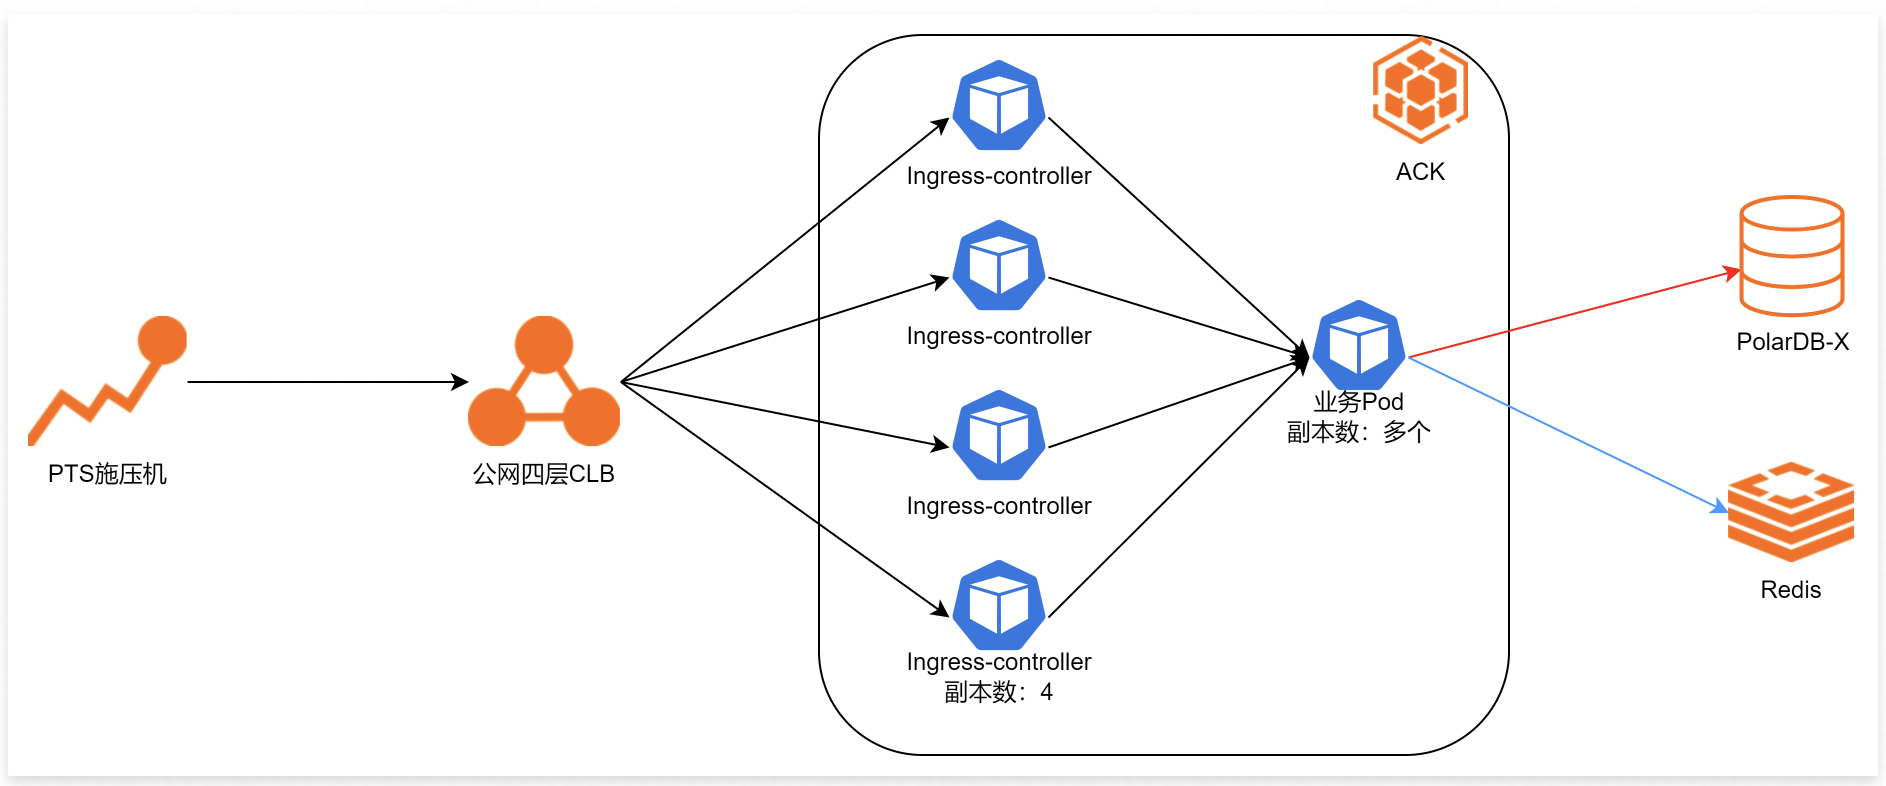 PTS施压机
公网四层CLB
Ingress-controller
Ingress-controller
Ingress-controller
Ingress-controller
副本数：4
ACK
业务Pod
副本数：多个
PolarDB-X
Redis